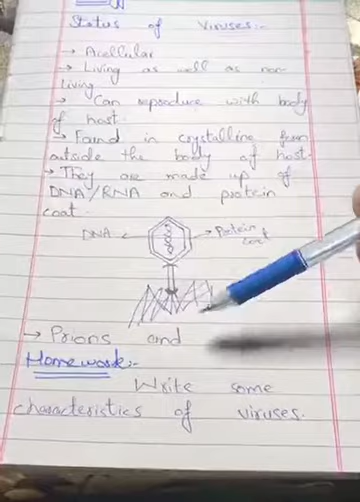 Status of Viruses:-
→ Acellular
→ Living as well as non-
living
→ Can reproduce with body
of host.
→ Found in crystalline from
outside the body of host.
→ They are made up of
DNA/RNA and protein
coat.
DNA
Protein
coat
→ Prions and
Homework:-
Write some
characteristics of viruses.